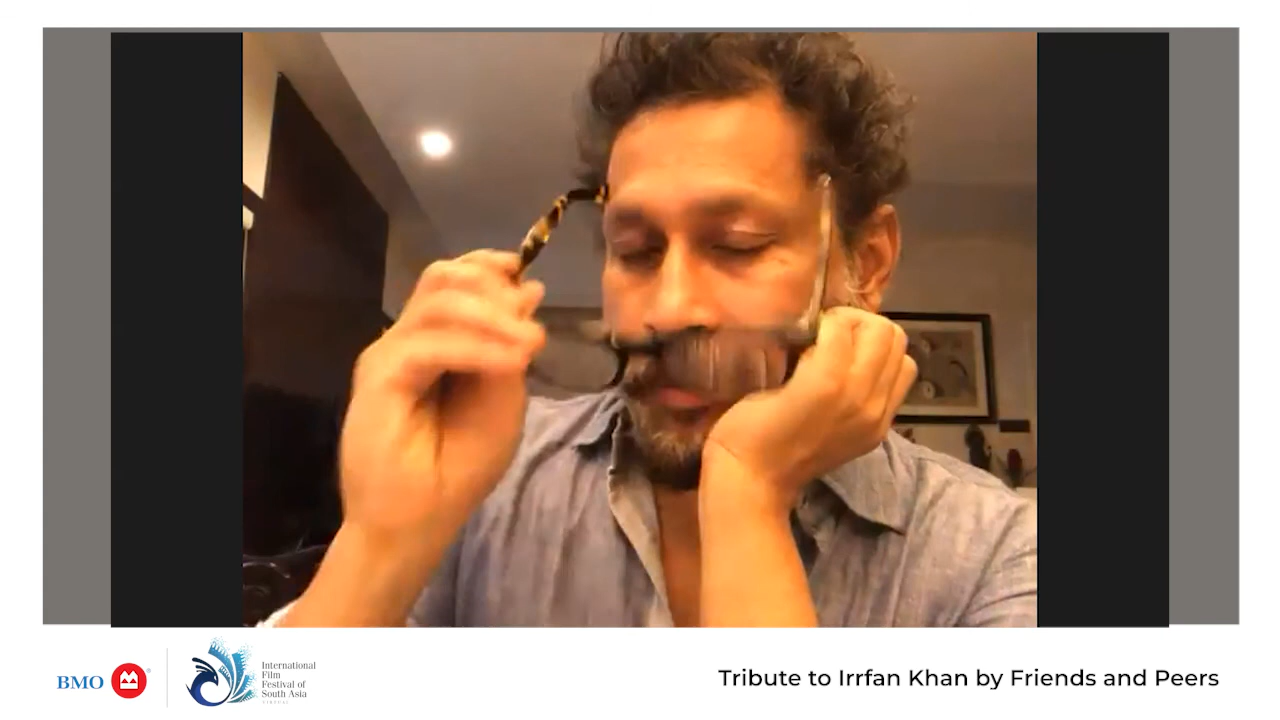 BMO
International
Film
Festival of
South Asia
Tribute to Irrfan Khan by Friends and Peers